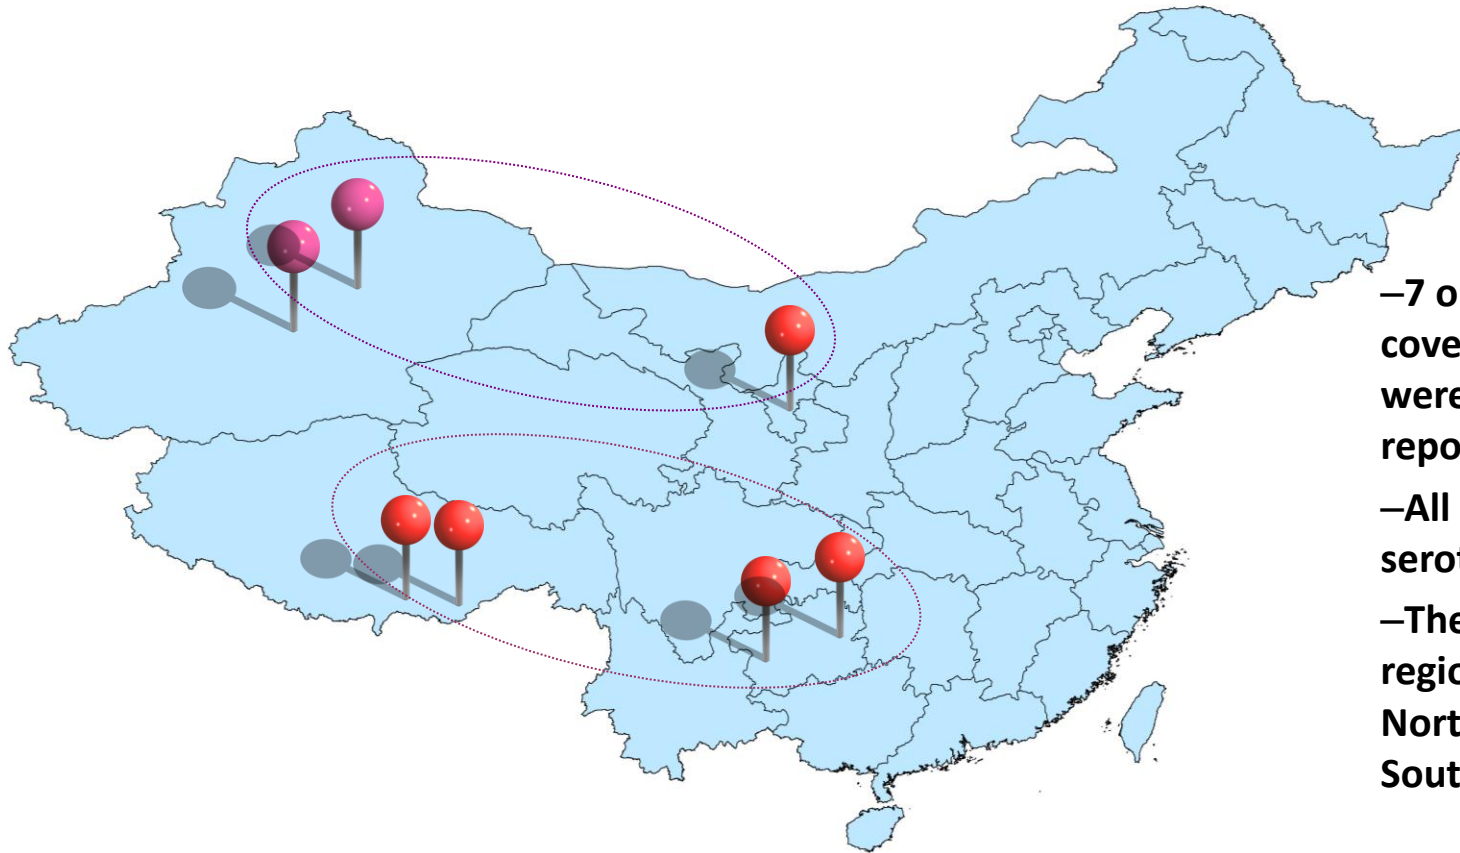 –7 o
cove
were
repo
–All
serot
–The
regio
Nort
Sout